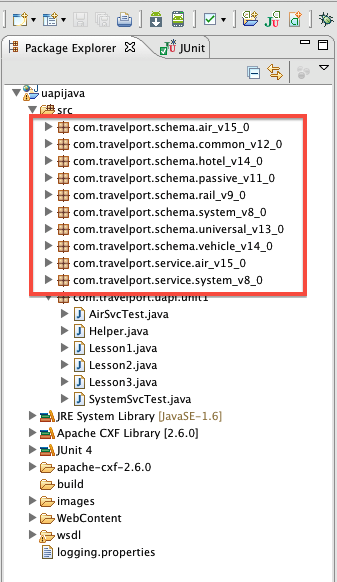 Package Explorer JUnit
uapijava
src
com.travelport.schema.air_v15_0
com.travelport.schema.common_v12_0
com.travelport.schema.hotel_v14_0
com.travelport.schema.passive_v11_0
com.travelport.schema.rail_v9_0
com.travelport.schema.system_v8_0
com.travelport.schema.universal_v13_0
com.travelport.schema.vehicle_v14_0
com.travelport.service.air_v15_0
com.travelport.service.system_v8_0
com.travelport.uapi.unit1
AirSvcTest.java
Helper.java
Lesson1.java
Lesson2.java
Lesson3.java
SystemSvcTest.java
JRE System Library [JavaSE-1.6]
Apache CXF Library [2.6.0]
JUnit 4
apache-cxf-2.6.0
build
images
WebContent
wsdl
logging.properties